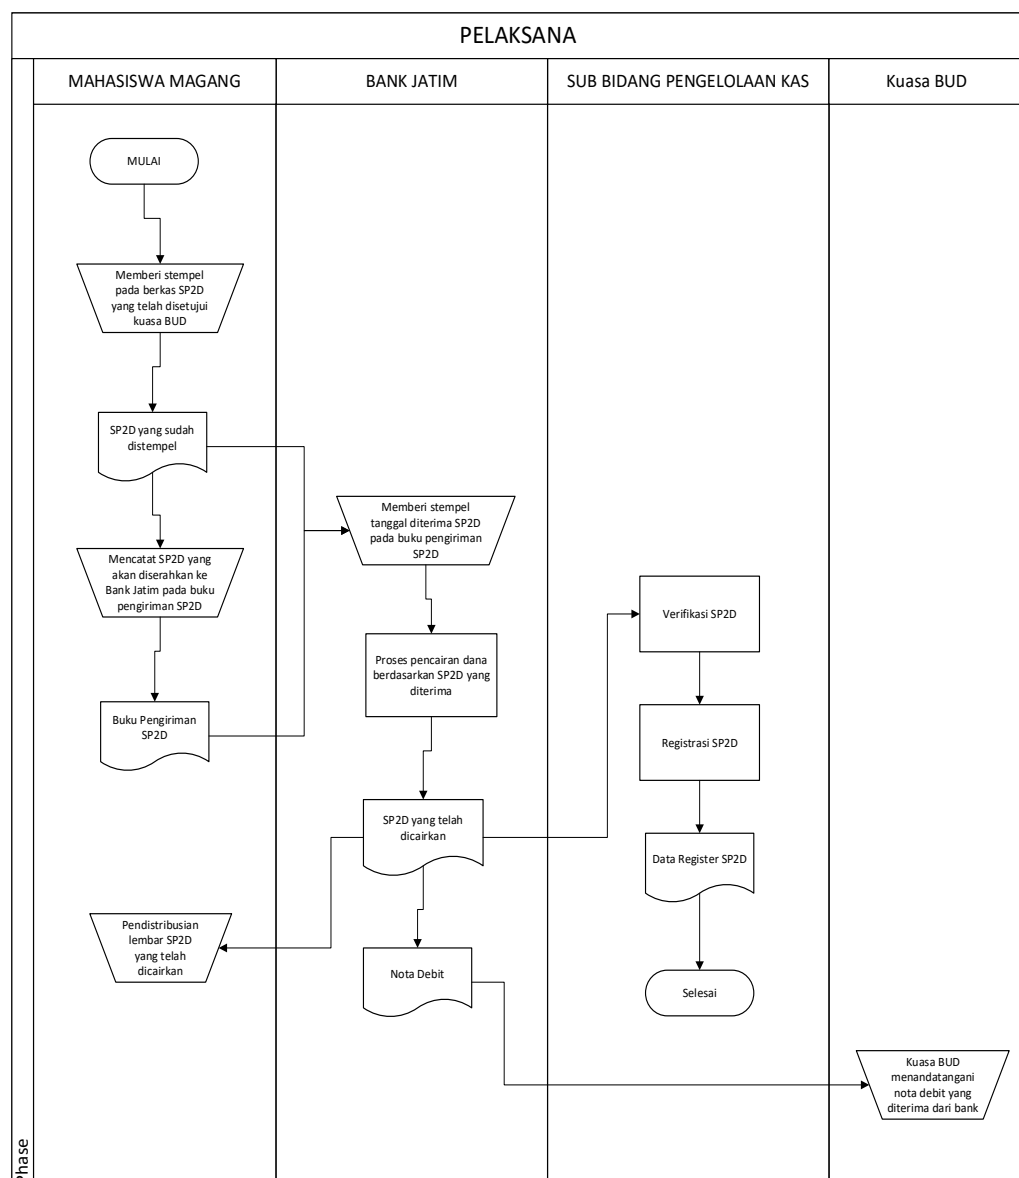 PELAKSANA
MAHASISWA MAGANG
BANK JATIM
SUB BIDANG PENGELOLAAN KAS
Kuasa BUD
MULAI
Memberi stempel
pada berkas SP2D
yang telah disetujui
kuasa BUD
SP2D yang sudah
distempel
Mencatat SP2D yang
akan diserahkan ke
Bank Jatim pada buku
pengiriman SP2D
Buku Pengiriman
SP2D
Pendistribusian
lembar SP2D
yang telah
dicairkan
Memberi stempel
tanggal diterima SP2D
pada buku pengiriman
SP2D
Proses pencairan dana
berdasarkan SP2D yang
diterima
SP2D yang telah
dicairkan
Nota Debit
Verifikasi SP2D
Registrasi SP2D
Data Register SP2D
Selesai
Kuasa BUD
menandatangani
nota debit yang
diterima dari bank
Phase